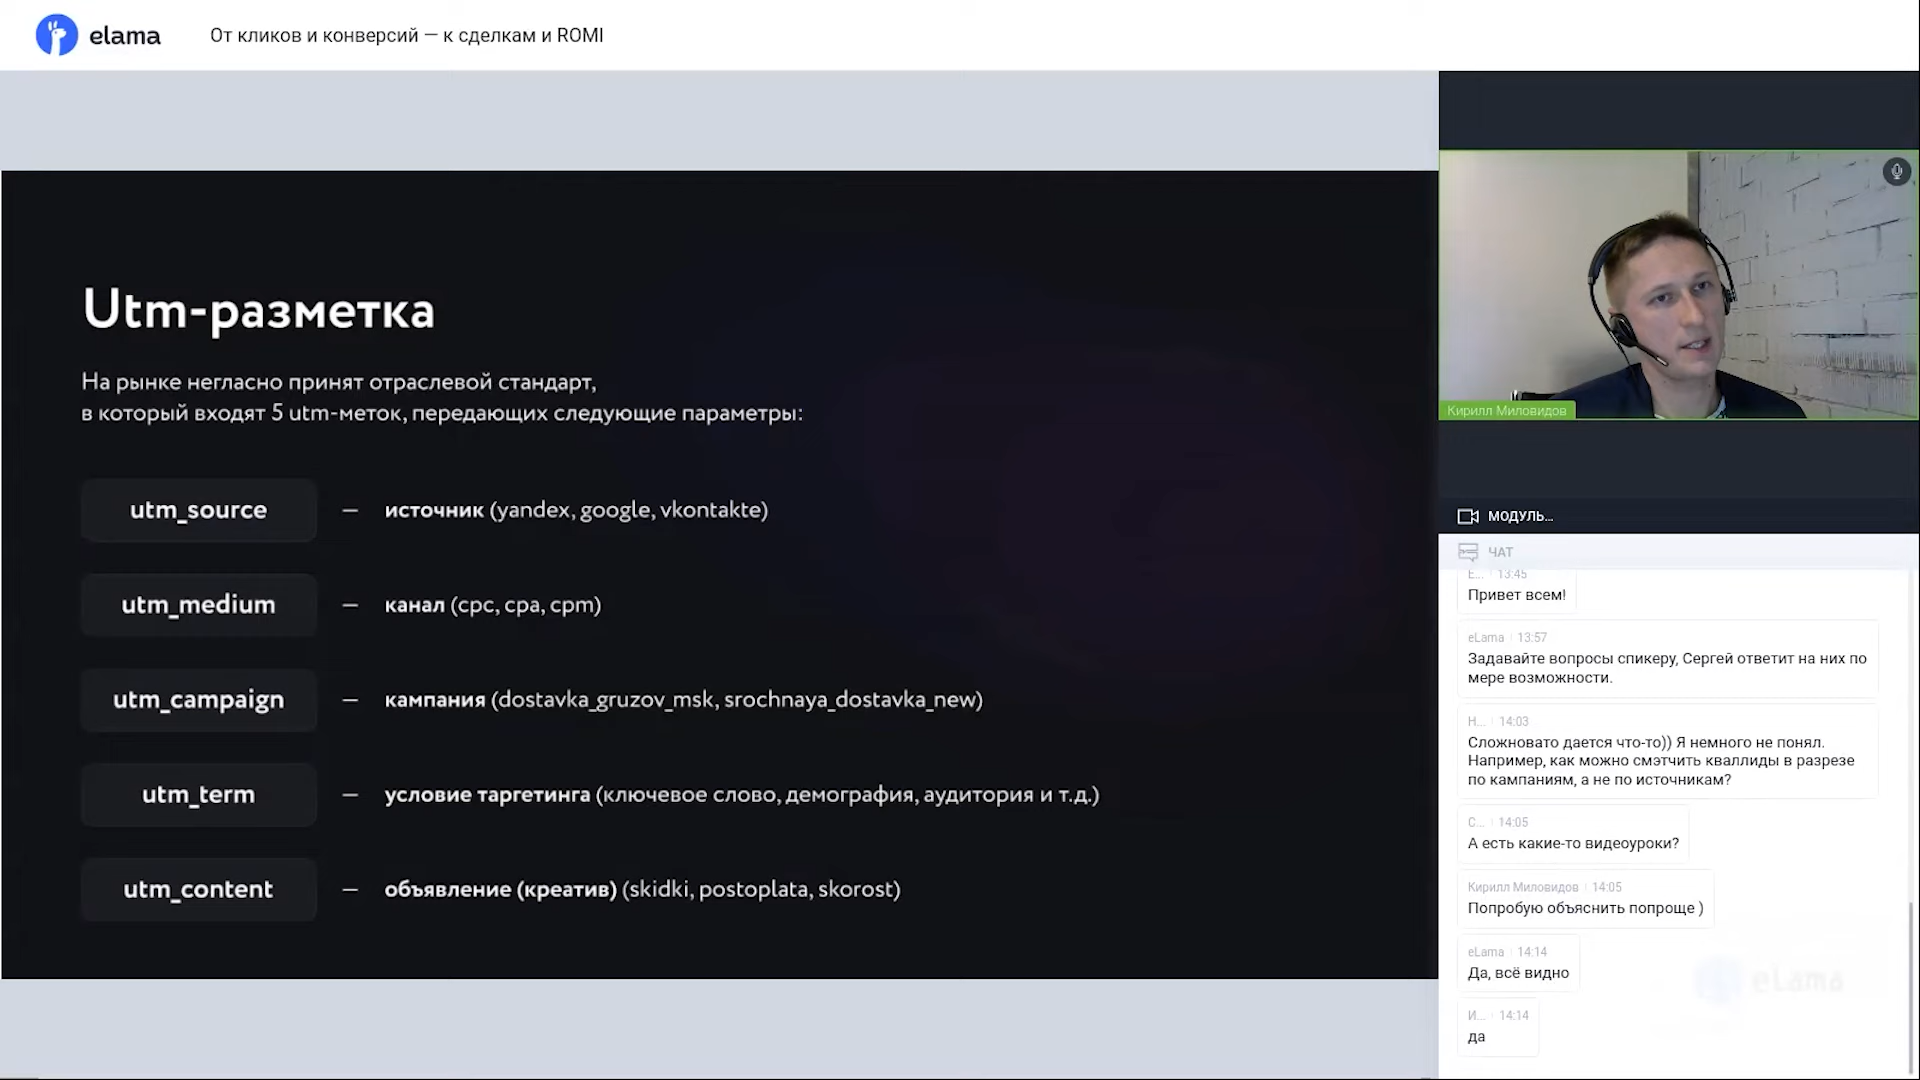 elama
От кликов и конверсий — к сделкам и ROMI
Utm-разметка
На рынке негласно принят отраслевой стандарт,
в который входят 5 utm-меток, передающих следующие параметры:
utm_source — источник (yandex, google, vkontakte)
utm_medium — канал (cpc, cpa, cpm)
utm_campaign — кампания (dostavka_gruzov_msk, srochnaya_dostavka_new)
utm_term — условие таргетинга (ключевое слово, демография, аудитория и т.д.)
utm_content — объявление (креатив) (skidki, postoplata, skorost)
Кирилл Миловидов
МОДУЛЬ...
ЧАТ
Е... 13:45
Привет всем!
eLama 13:57
Задавайте вопросы спикеру, Сергей ответит на них по
мере возможности.
Н... 14:03
Сложновато дается что-то)) Я немного не понял.
Например, как можно смэтчить кваллиды в разрезе
по кампаниям, а не по источникам?
С... 14:05
А есть какие-то видеоуроки?
Кирилл Миловидов 14:05
Попробую объяснить попроще )
eLama 14:14
Да, всё видно
И... 14:14
да
eLama